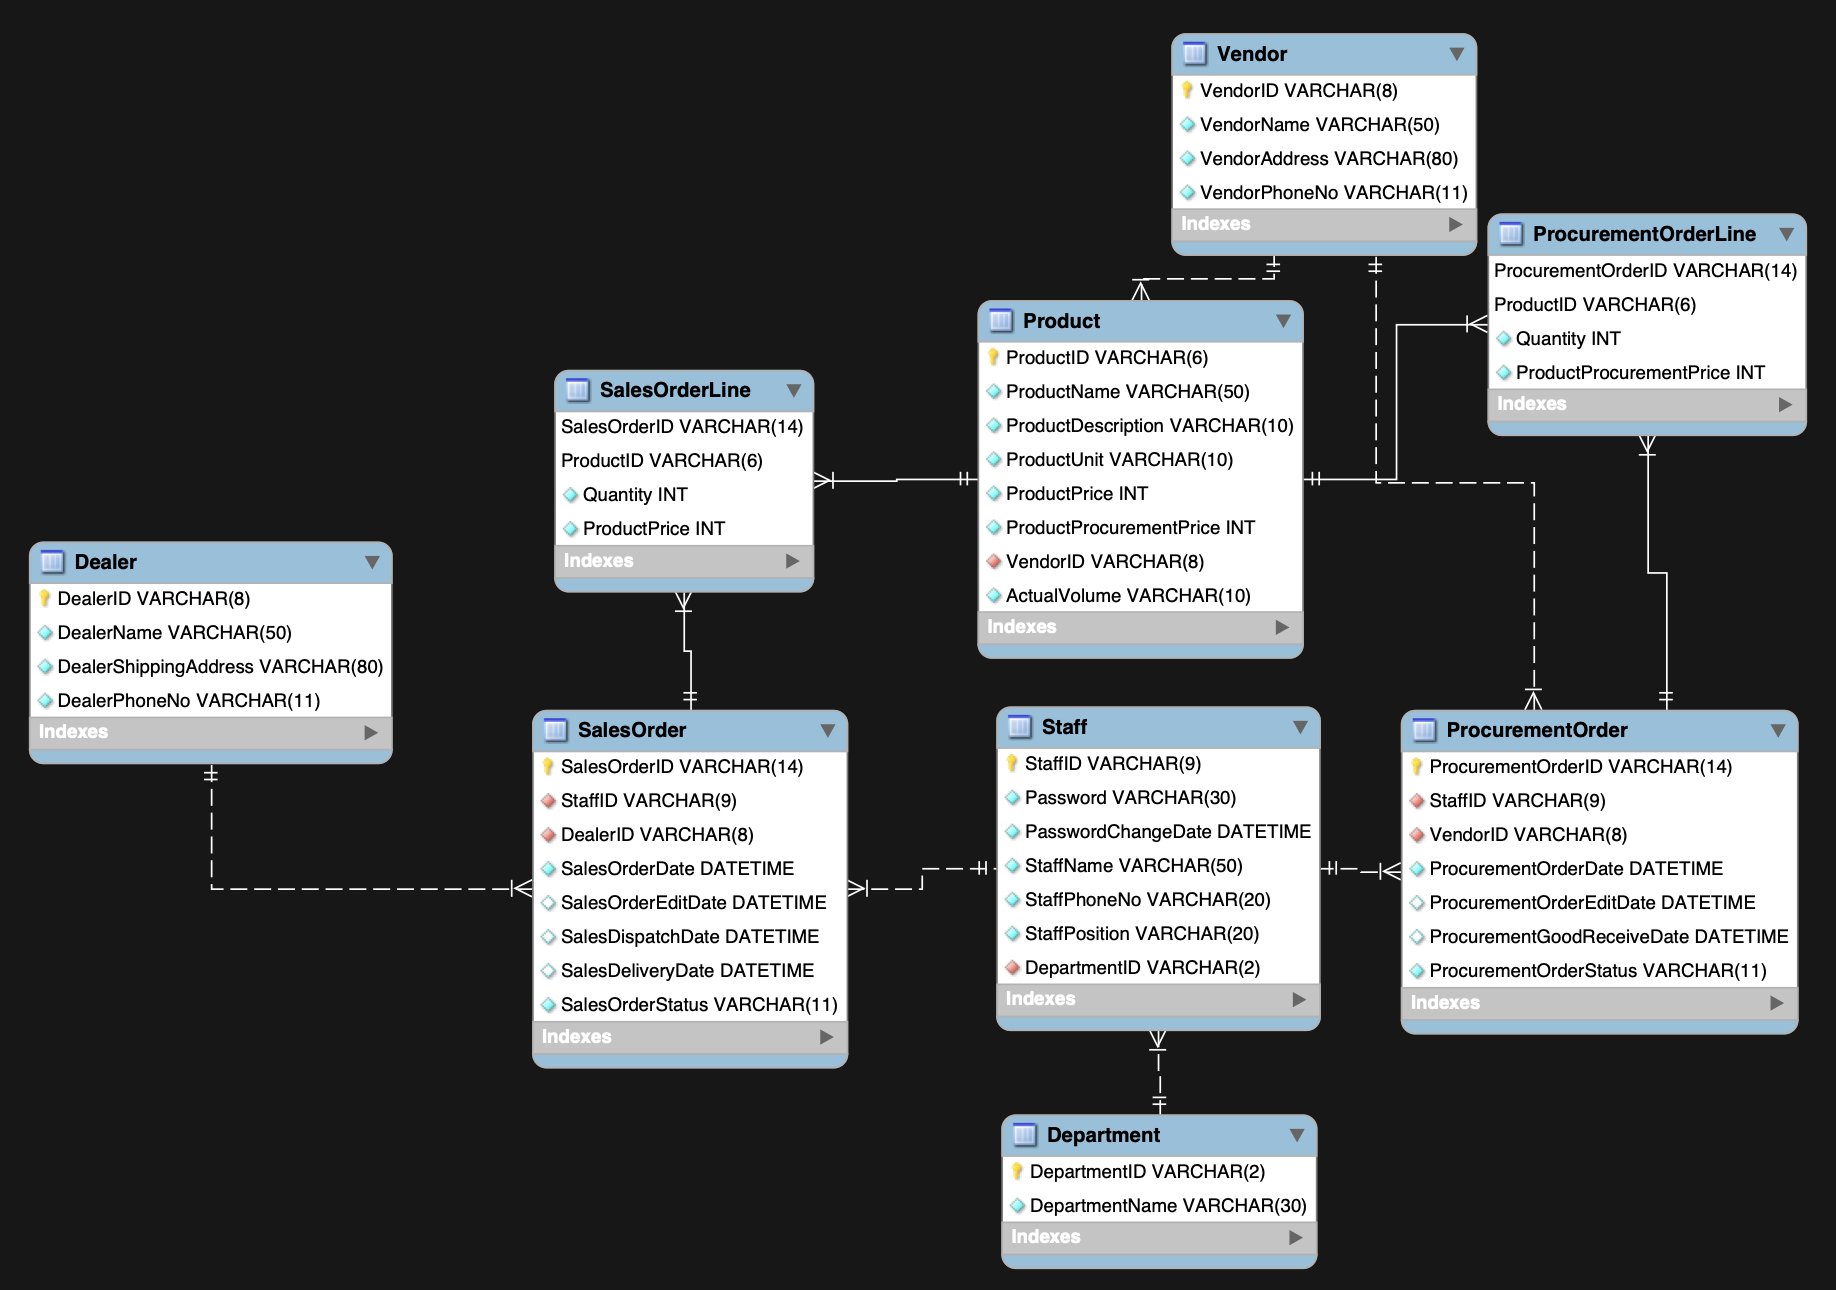 Vendor
VendorID VARCHAR(8)
VendorName VARCHAR(50)
VendorAddress VARCHAR(80)
VendorPhoneNo VARCHAR(11)
Indexes
ProcurementOrderLine
ProcurementOrderID VARCHAR(14)
ProductID VARCHAR(6)
Quantity INT
ProductProcurementPrice INT
Indexes
Product
ProductID VARCHAR(6)
ProductName VARCHAR(50)
ProductDescription VARCHAR(10)
ProductUnit VARCHAR(10)
ProductPrice INT
ProductProcurementPrice INT
VendorID VARCHAR(8)
ActualVolume VARCHAR(10)
Indexes
SalesOrderLine
SalesOrderID VARCHAR(14)
ProductID VARCHAR(6)
Quantity INT
ProductPrice INT
Indexes
Dealer
DealerID VARCHAR(8)
DealerName VARCHAR(50)
DealerShippingAddress VARCHAR(80)
DealerPhoneNo VARCHAR(11)
Indexes
SalesOrder
SalesOrderID VARCHAR(14)
StaffID VARCHAR(9)
DealerID VARCHAR(8)
SalesOrderDate DATETIME
SalesOrderEditDate DATETIME
SalesDispatchDate DATETIME
SalesDeliveryDate DATETIME
SalesOrderStatus VARCHAR(11)
Indexes
Staff
StaffID VARCHAR(9)
Password VARCHAR(30)
PasswordChangeDate DATETIME
StaffName VARCHAR(50)
StaffPhoneNo VARCHAR(20)
StaffPosition VARCHAR(20)
DepartmentID VARCHAR(2)
Indexes
ProcurementOrder
ProcurementOrderID VARCHAR(14)
StaffID VARCHAR(9)
VendorID VARCHAR(8)
ProcurementOrderDate DATETIME
ProcurementOrderEditDate DATETIME
ProcurementGoodReceiveDate DATETIME
ProcurementOrderStatus VARCHAR(11)
Indexes
Department
DepartmentID VARCHAR(2)
DepartmentName VARCHAR(30)
Indexes